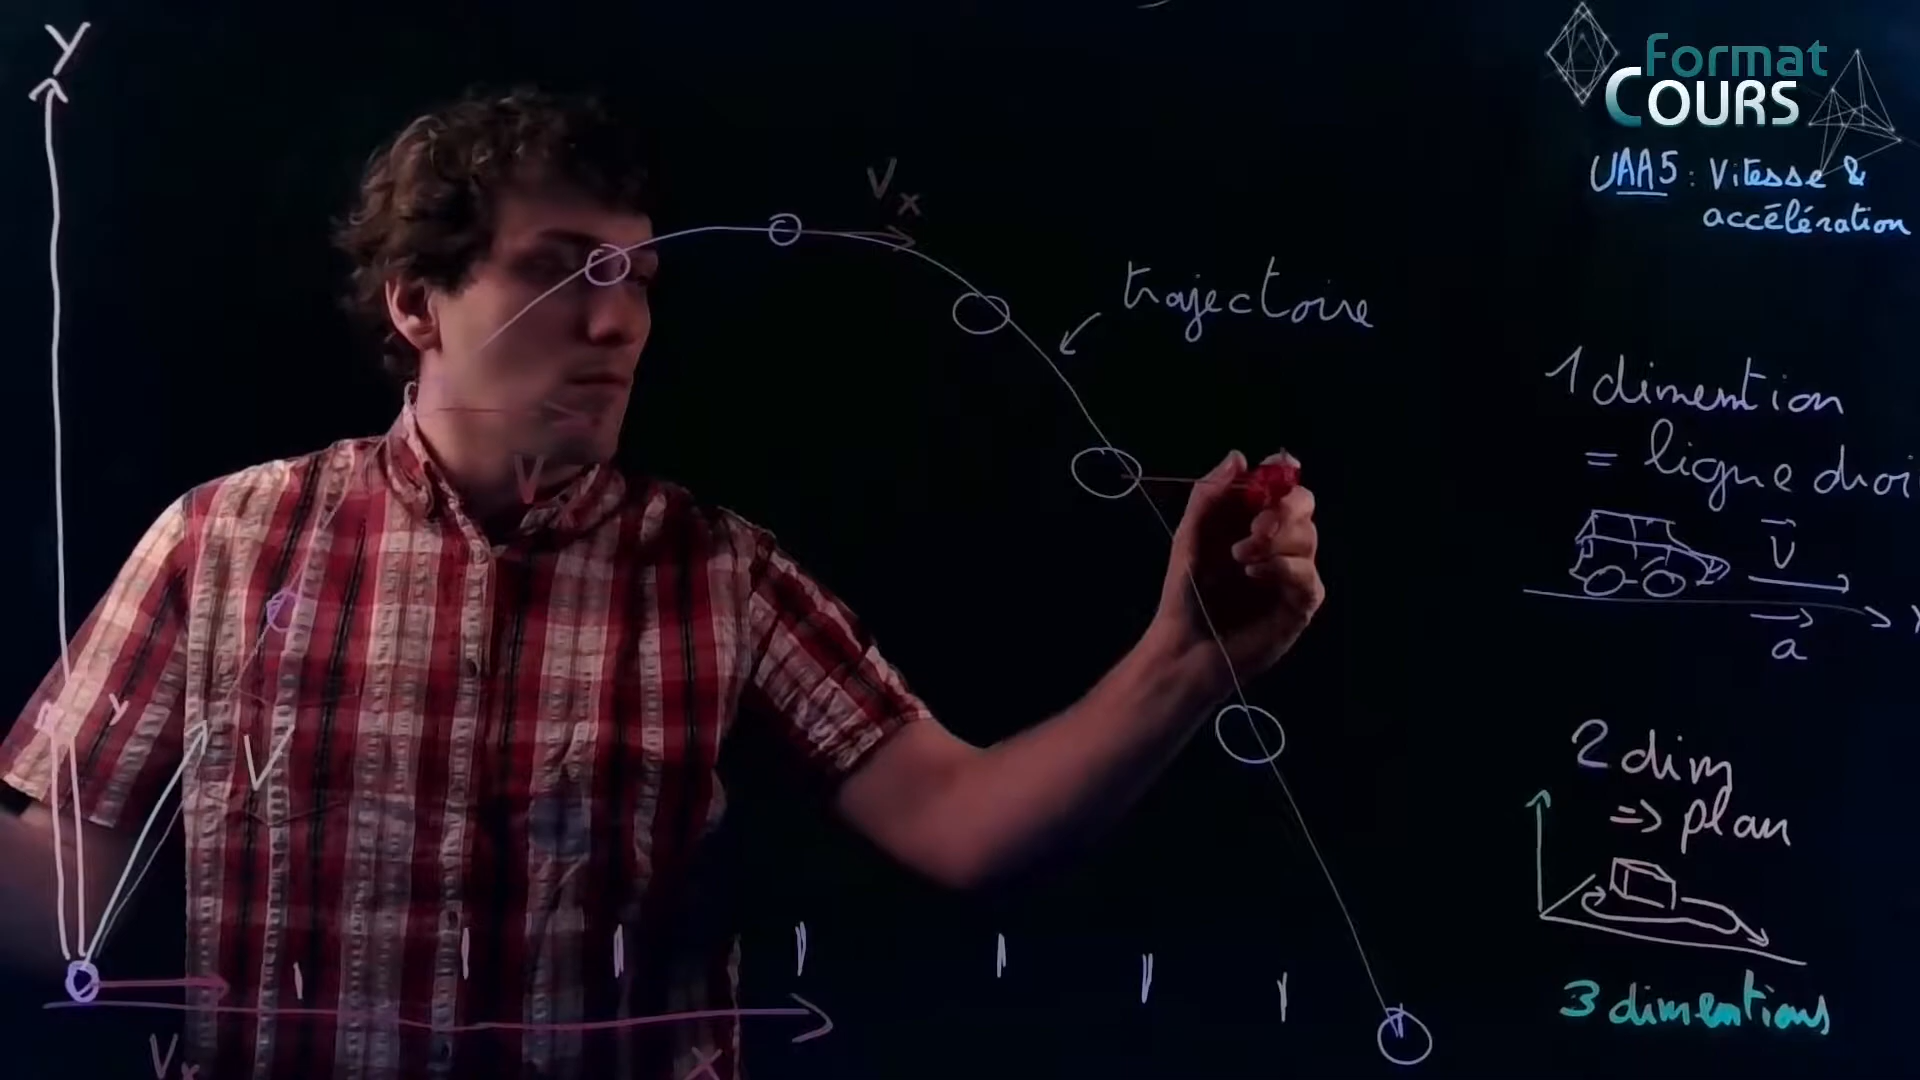 Format
Cours
UAA5 : Vitesse &
accélération
y
Vx
trajectoire
1 dimention
= ligne droi
V
a
x
2 dim
=> plan
3 dimentions
V
y
V
Vx
x